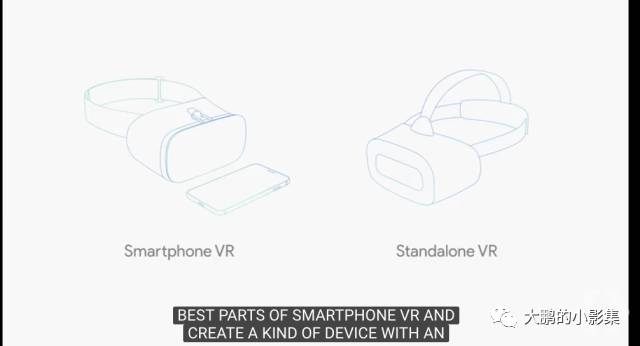 Smartphone VR
Standalone VR
BEST PARTS OF SMARTPHONE VR AND
CREATE A KIND OF DEVICE WITH AN
大鹏的小影集